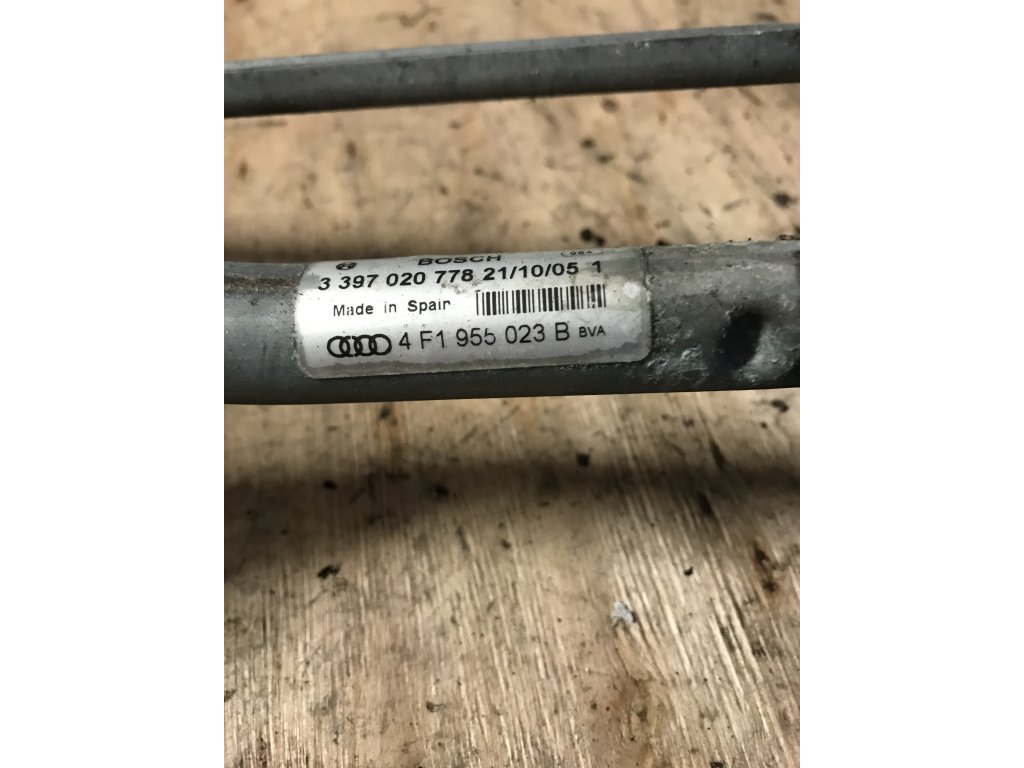 BOSCH
3 397 020 778 21/10/05 1
Made in Spain
4 F1 955 023 B BVA